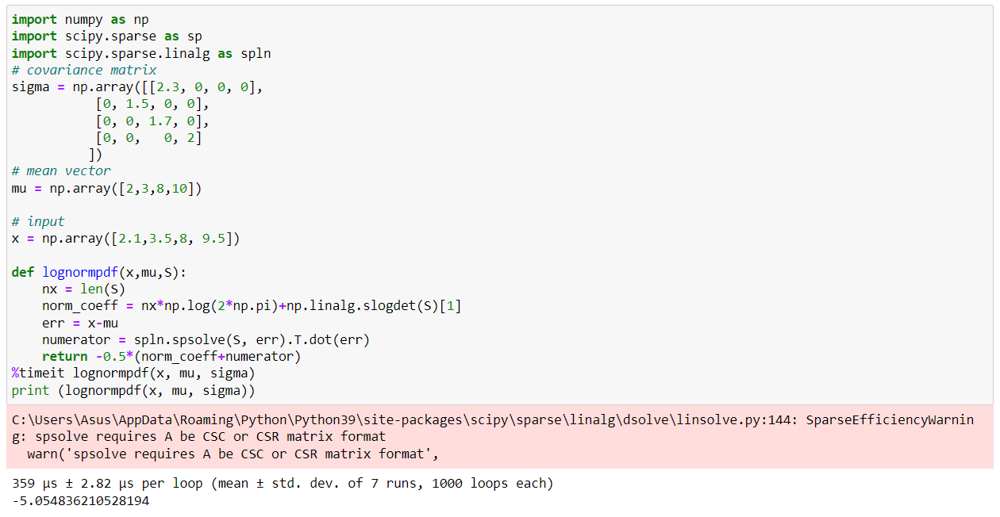 import numpy as np
import scipy.sparse as sp
import scipy.sparse.linalg as spln
# covariance matrix
sigma = np.array([[2.3, 0, 0, 0],
           [0, 1.5, 0, 0],
           [0, 0, 1.7, 0],
           [0, 0,   0, 2]
          ])
# mean vector
mu = np.array([2,3,8,10])

# input
x = np.array([2.1,3.5,8, 9.5])

def lognormpdf(x,mu,S):
    nx = len(S)
    norm_coeff = nx*np.log(2*np.pi)+np.linalg.slogdet(S)[1]
    err = x-mu
    numerator = spln.spsolve(S, err).T.dot(err)
    return -0.5*(norm_coeff+numerator)
%timeit lognormpdf(x, mu, sigma)
print (lognormpdf(x, mu, sigma))
C:\Users\Asus\AppData\Roaming\Python\Python39\site-packages\scipy\sparse\linalg\dsolve\linsolve.py:144: SparseEfficiencyWarnin
g: spsolve requires A be CSC or CSR matrix format
  warn('spsolve requires A be CSC or CSR matrix format',
359 µs ± 2.82 µs per loop (mean ± std. dev. of 7 runs, 1000 loops each)
-5.054836210528194